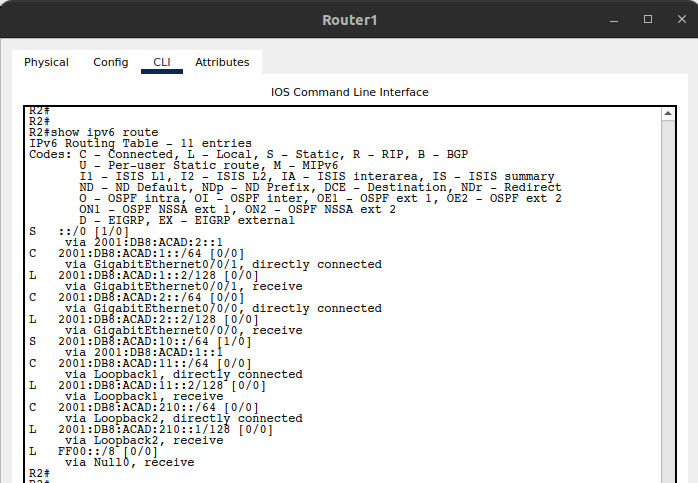 Router1
Physical Config CLI Attributes
IOS Command Line Interface
R2#
R2#
R2#show ipv6 route
IPv6 Routing Table - 11 entries
Codes: C - Connected, L - Local, S - Static, R - RIP, B - BGP
U - Per-user Static route, M - MIPv6
I1 - ISIS L1, I2 - ISIS L2, IA - ISIS interarea, IS - ISIS summary
ND - ND Default, NDp - ND Prefix, DCE - Destination, NDr - Redirect
O - OSPF intra, OI - OSPF inter, OE1 - OSPF ext 1, OE2 - OSPF ext 2
ON1 - OSPF NSSA ext 1, ON2 - OSPF NSSA ext 2
D - EIGRP, EX - EIGRP external
S ::/0 [1/0]
via 2001:DB8:ACAD:2::1
C 2001:DB8:ACAD:1::/64 [0/0]
via GigabitEthernet0/0/1, directly connected
L 2001:DB8:ACAD:1::2/128 [0/0]
via GigabitEthernet0/0/1, receive
C 2001:DB8:ACAD:2::/64 [0/0]
via GigabitEthernet0/0/0, directly connected
L 2001:DB8:ACAD:2::2/128 [0/0]
via GigabitEthernet0/0/0, receive
S 2001:DB8:ACAD:10::/64 [1/0]
via 2001:DB8:ACAD:1::1
C 2001:DB8:ACAD:11::/64 [0/0]
via Loopback1, directly connected
L 2001:DB8:ACAD:11::2/128 [0/0]
via Loopback1, receive
C 2001:DB8:ACAD:210::/64 [0/0]
via Loopback2, directly connected
L 2001:DB8:ACAD:210::1/128 [0/0]
via Loopback2, receive
L FF00::/8 [0/0]
via Null0, receive
R2#
R2#